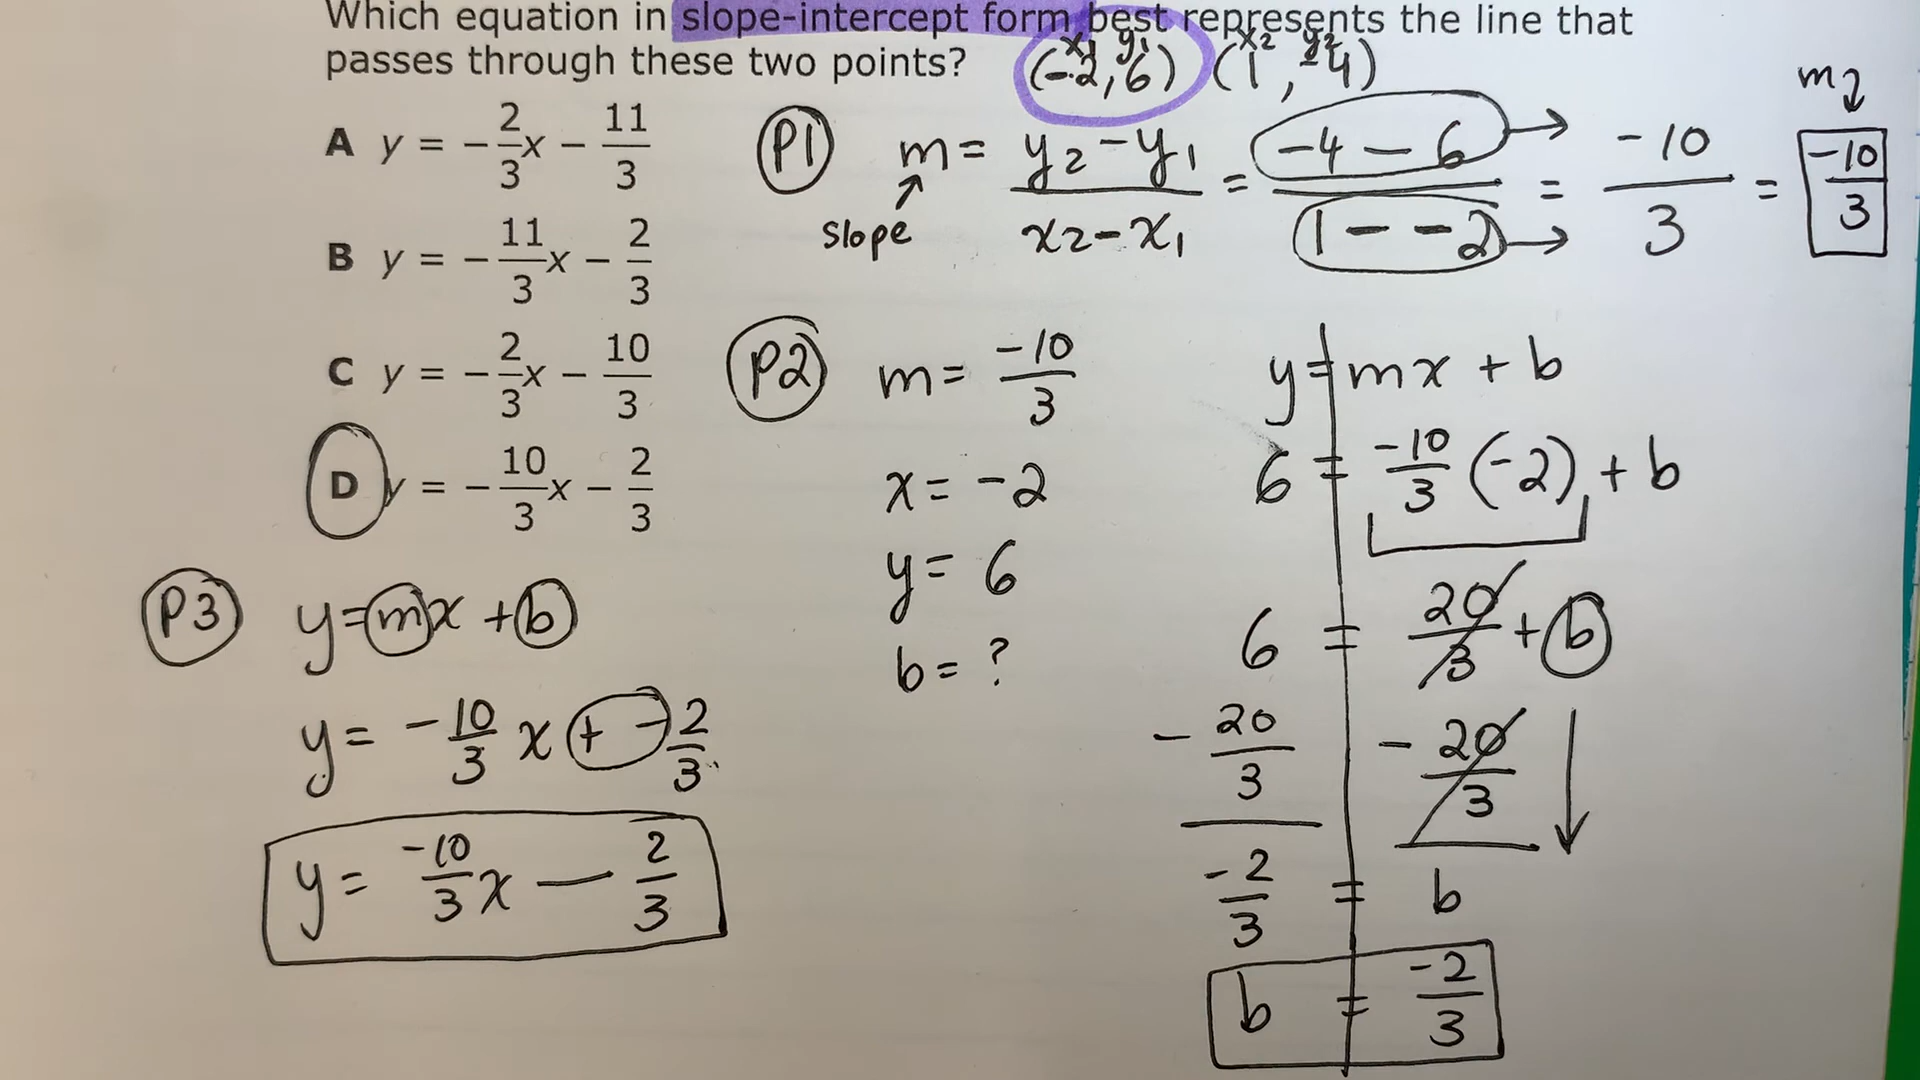 Which equation in slope-intercept form best represents the line that
passes through these two points? (-2, 6) (1, -4)
x1 y1 x2 y2
A y = -2/3x - 11/3
B y = -11/3x - 2/3
C y = -2/3x - 10/3
D y = -10/3x - 2/3
P1 m = y2-y1/x2-x1 = -4 - 6/1 - -2 = -10/3 = -10/3
slope
m
P2 m = -10/3
x = -2
y = 6
b = ?
y = mx + b
6 = -10/3 (-2) + b
6 = 20/3 + b
- 20/3 - 20/3
-2/3 = b
b = -2/3
P3 y = mx + b
y = -10/3 x + -2/3
y = -10/3 x - 2/3